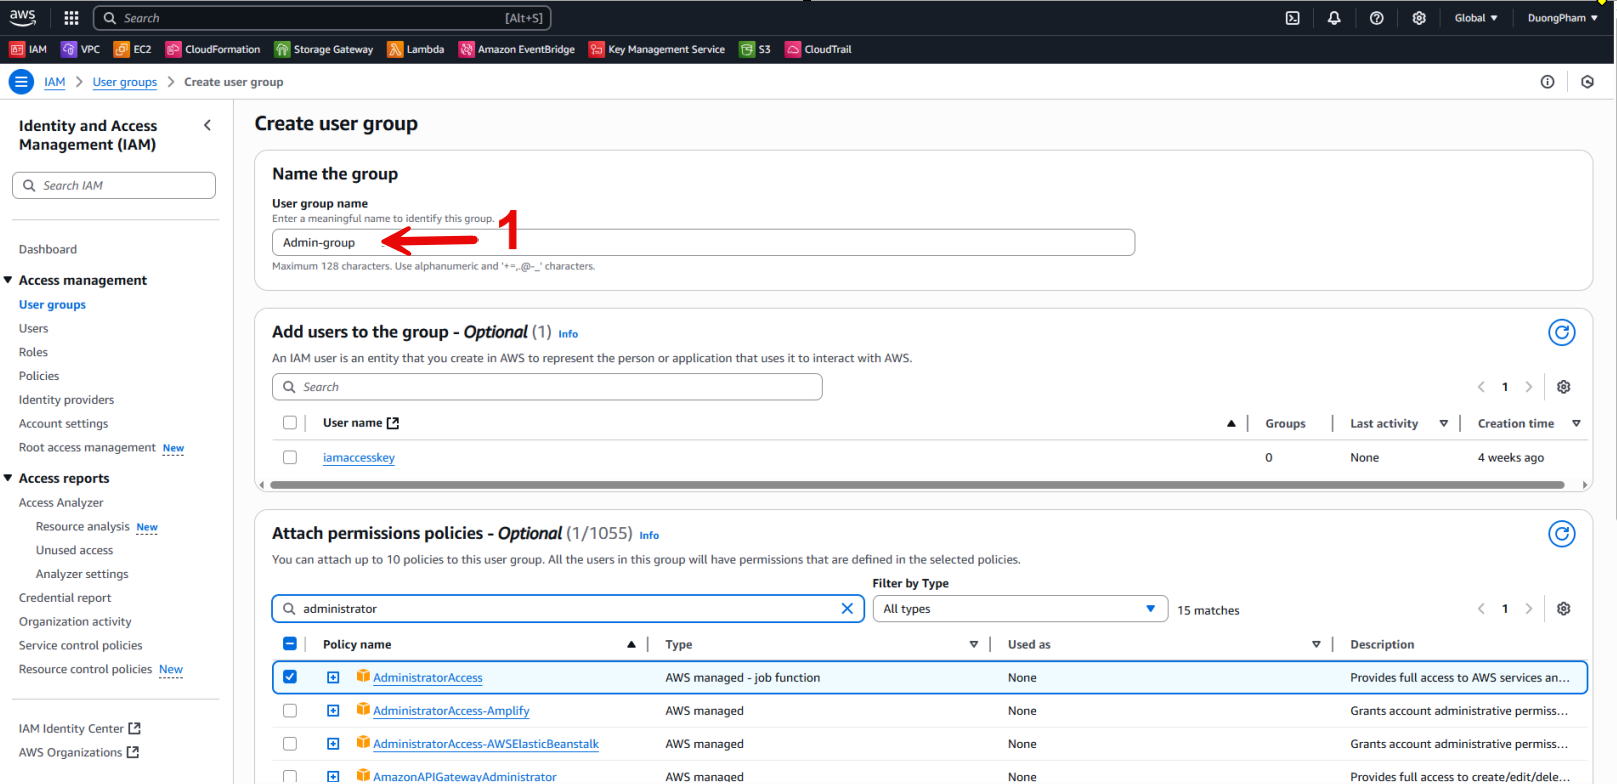 aws Search [Alt+S] Global ▼ DuongPham ▼
IAM VPC EC2 CloudFormation Storage Gateway Lambda Amazon EventBridge Key Management Service S3 CloudTrail
IAM > User groups > Create user group
Identity and Access
Management (IAM)
Search IAM
Dashboard
Access management
User groups
Users
Roles
Policies
Identity providers
Account settings
Root access management New
Access reports
Access Analyzer
Resource analysis New
Unused access
Analyzer settings
Credential report
Organization activity
Service control policies
Resource control policies New
IAM Identity Center
AWS Organizations
Create user group
Name the group
User group name
Enter a meaningful name to identify this group.
1
Admin-group
Maximum 128 characters. Use alphanumeric and '+=,.@-_' characters.
Add users to the group - Optional (1) Info
An IAM user is an entity that you create in AWS to represent the person or application that uses it to interact with AWS.
Search
1
User name Groups Last activity Creation time
iamaccesskey 0 None 4 weeks ago
Attach permissions policies - Optional (1/1055) Info
You can attach up to 10 policies to this user group. All the users in this group will have permissions that are defined in the selected policies.
Filter by Type
administrator All types 15 matches 1
Policy name Type Used as Description
AdministratorAccess AWS managed - job function None Provides full access to AWS services an...
AdministratorAccess-Amplify AWS managed None Grants account administrative permiss...
AdministratorAccess-AWSElasticBeanstalk AWS managed None Grants account administrative permiss...
AmazonAPIGatewayAdministrator AWS managed None Provides full access to create/edit/dele...